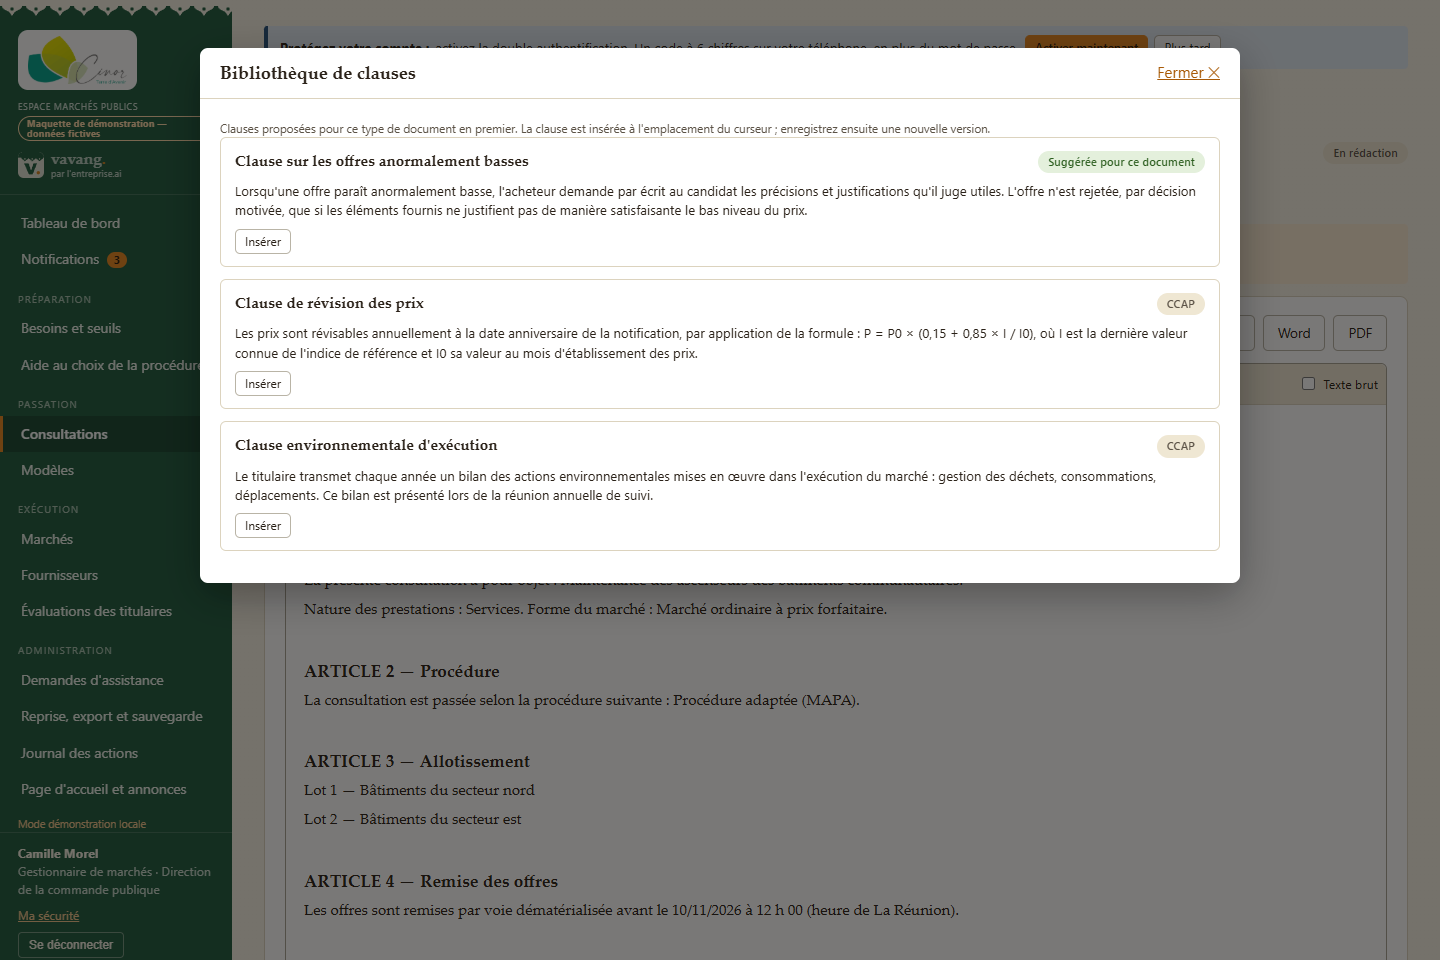 Cinor
ESPACE MARCHÉS PUBLICS
Maquette de démonstration —
données fictives
vavang.
par l'entreprise.ai
Tableau de bord
Notifications 3
PRÉPARATION
Besoins et seuils
Aide au choix de la procédure
PASSATION
Consultations
Modèles
EXÉCUTION
Marchés
Fournisseurs
Évaluations des titulaires
ADMINISTRATION
Demandes d'assistance
Reprise, export et sauvegarde
Journal des actions
Page d'accueil et annonces
Mode démonstration locale
Camille Morel
Gestionnaire de marchés · Direction
de la commande publique
Ma sécurité
Se déconnecter
Bibliothèque de clauses
Fermer ✕
Clauses proposées pour ce type de document en premier. La clause est insérée à l'emplacement du curseur ; enregistrez ensuite une nouvelle version.
Clause sur les offres anormalement basses
Suggérée pour ce document
Lorsqu'une offre paraît anormalement basse, l'acheteur demande par écrit au candidat les précisions et justifications qu'il juge utiles. L'offre n'est rejetée, par décision
motivée, que si les éléments fournis ne justifient pas de manière satisfaisante le bas niveau du prix.
Insérer
Clause de révision des prix
CCAP
Les prix sont révisables annuellement à la date anniversaire de la notification, par application de la formule : P = P0 × (0,15 + 0,85 × I / I0), où I est la dernière valeur
connue de l'indice de référence et I0 sa valeur au mois d'établissement des prix.
Insérer
Clause environnementale d'exécution
CCAP
Le titulaire transmet chaque année un bilan des actions environnementales mises en œuvre dans l'exécution du marché : gestion des déchets, consommations,
déplacements. Ce bilan est présenté lors de la réunion annuelle de suivi.
Insérer
En rédaction
Word
PDF
Texte brut
Nature des prestations : Services. Forme du marché : Marché ordinaire à prix forfaitaire.
ARTICLE 2 — Procédure
La consultation est passée selon la procédure suivante : Procédure adaptée (MAPA).
ARTICLE 3 — Allotissement
Lot 1 — Bâtiments du secteur nord
Lot 2 — Bâtiments du secteur est
ARTICLE 4 — Remise des offres
Les offres sont remises par voie dématérialisée avant le 10/11/2026 à 12 h 00 (heure de La Réunion).